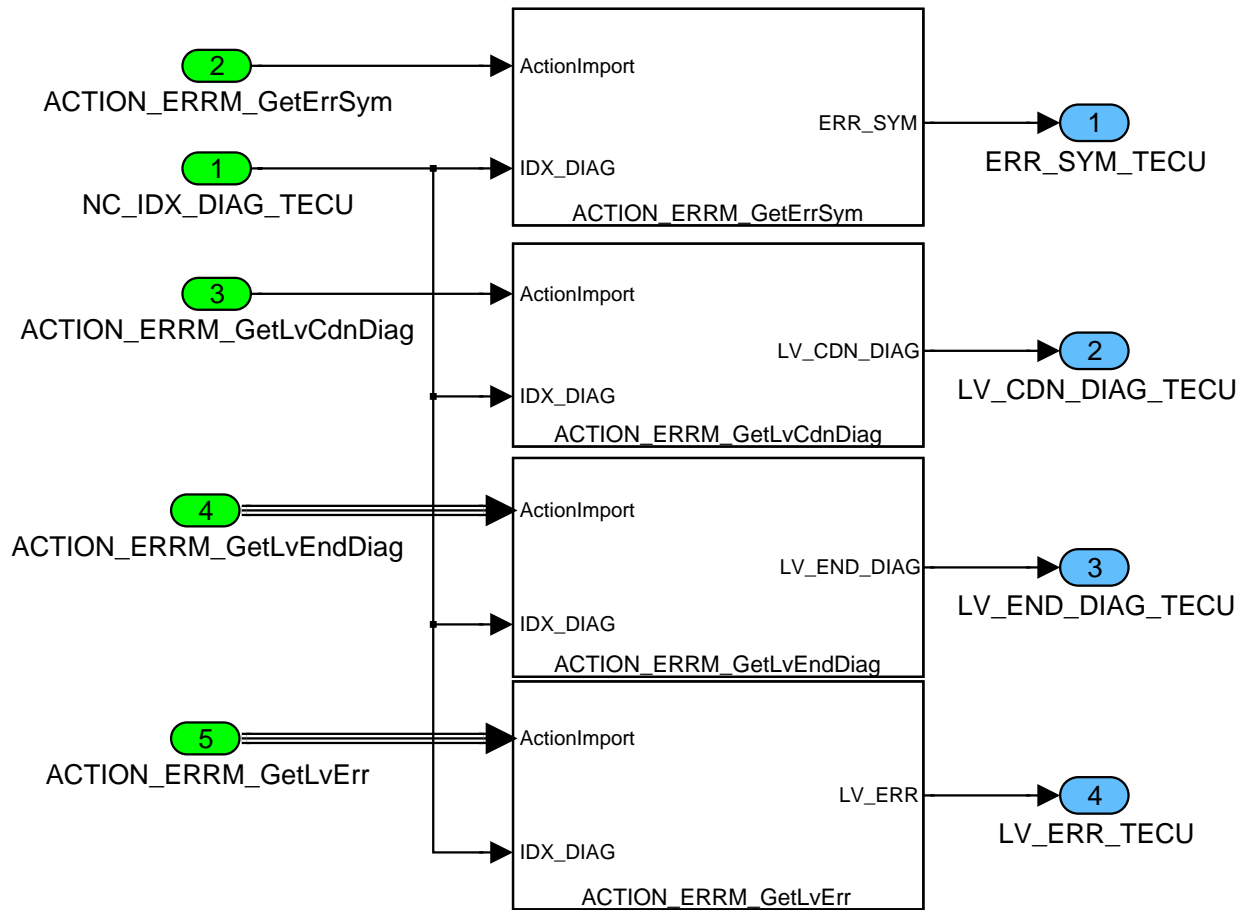 2
ActionImport
ACTION_ERRM_GetErrSym
ERR_SYM
1
ERR_SYM_TECU
1
IDX_DIAG
NC_IDX_DIAG_TECU
ACTION_ERRM_GetErrSym
3
ActionImport
ACTION_ERRM_GetLvCdnDiag
LV_CDN_DIAG
2
LV_CDN_DIAG_TECU
IDX_DIAG
ACTION_ERRM_GetLvCdnDiag
4
ActionImport
ACTION_ERRM_GetLvEndDiag
LV_END_DIAG
3
LV_END_DIAG_TECU
IDX_DIAG
ACTION_ERRM_GetLvEndDiag
5
ActionImport
ACTION_ERRM_GetLvErr
LV_ERR
4
LV_ERR_TECU
IDX_DIAG
ACTION_ERRM_GetLvErr